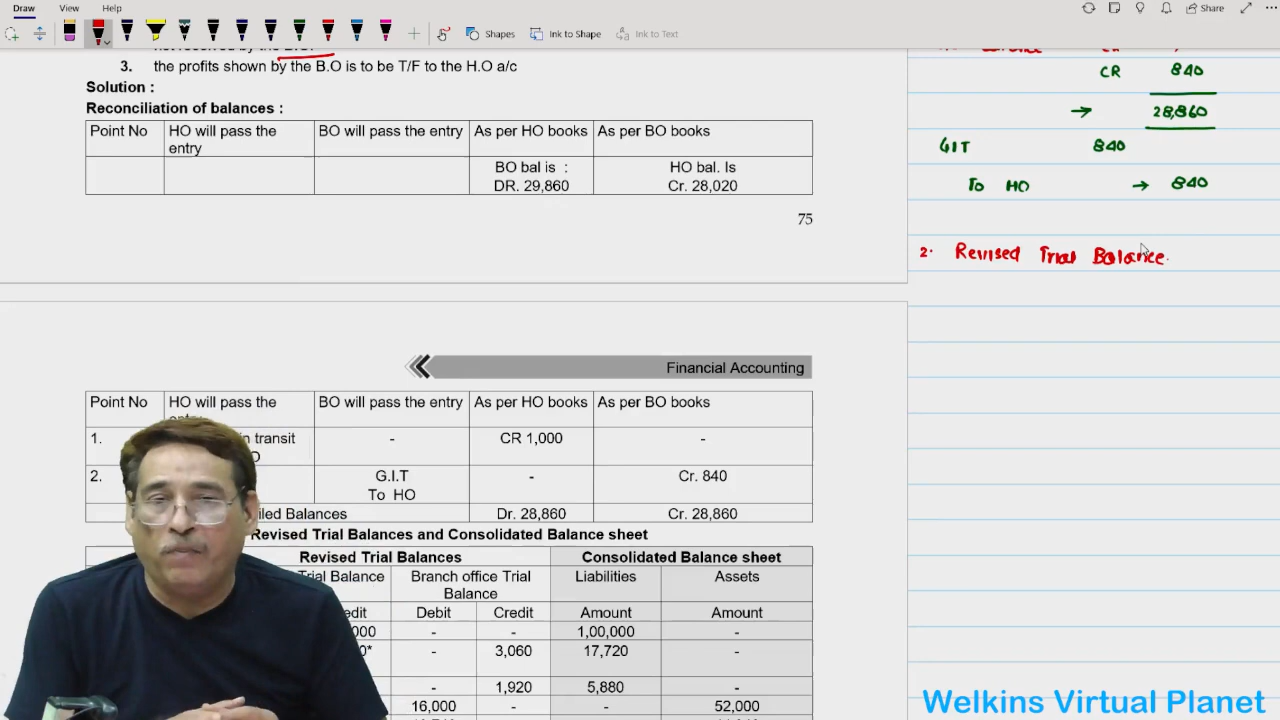 Draw View Help
Share
Shapes Ink to Shape Ink to Text
3. the profits shown by the B.O is to be T/F to the H.O a/c
Solution :
Reconciliation of balances :
Point No HO will pass the entry BO will pass the entry As per HO books As per BO books
BO bal is : HO bal. Is
DR. 29,860 Cr. 28,020
75
CR 840
→ 28,860
GIT 840
To HO → 840
2. Revised Trial Balance.
Financial Accounting
Point No HO will pass the BO will pass the entry As per HO books As per BO books
1. in transit - CR 1,000 -
2. G.I.T - Cr. 840
To HO
Balances Dr. 28,860 Cr. 28,860
Revised Trial Balances and Consolidated Balance sheet
Revised Trial Balances Consolidated Balance sheet
Trial Balance Branch office Trial Balance Liabilities Assets
Debit Credit Amount Amount
- - 1,00,000 -
- 3,060 17,720 -
- 1,920 5,880 -
16,000 - - 52,000
Welkins Virtual Planet